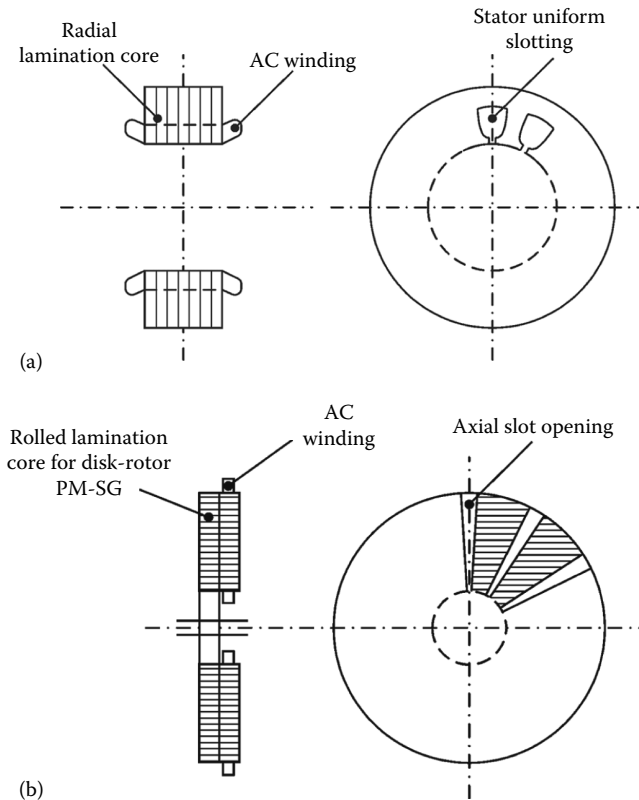 Radial
lamination core
AC winding
Stator uniform
slotting
(a)
Rolled lamination
core for disk-rotor
PM-SG
AC
winding
Axial slot opening
(b)